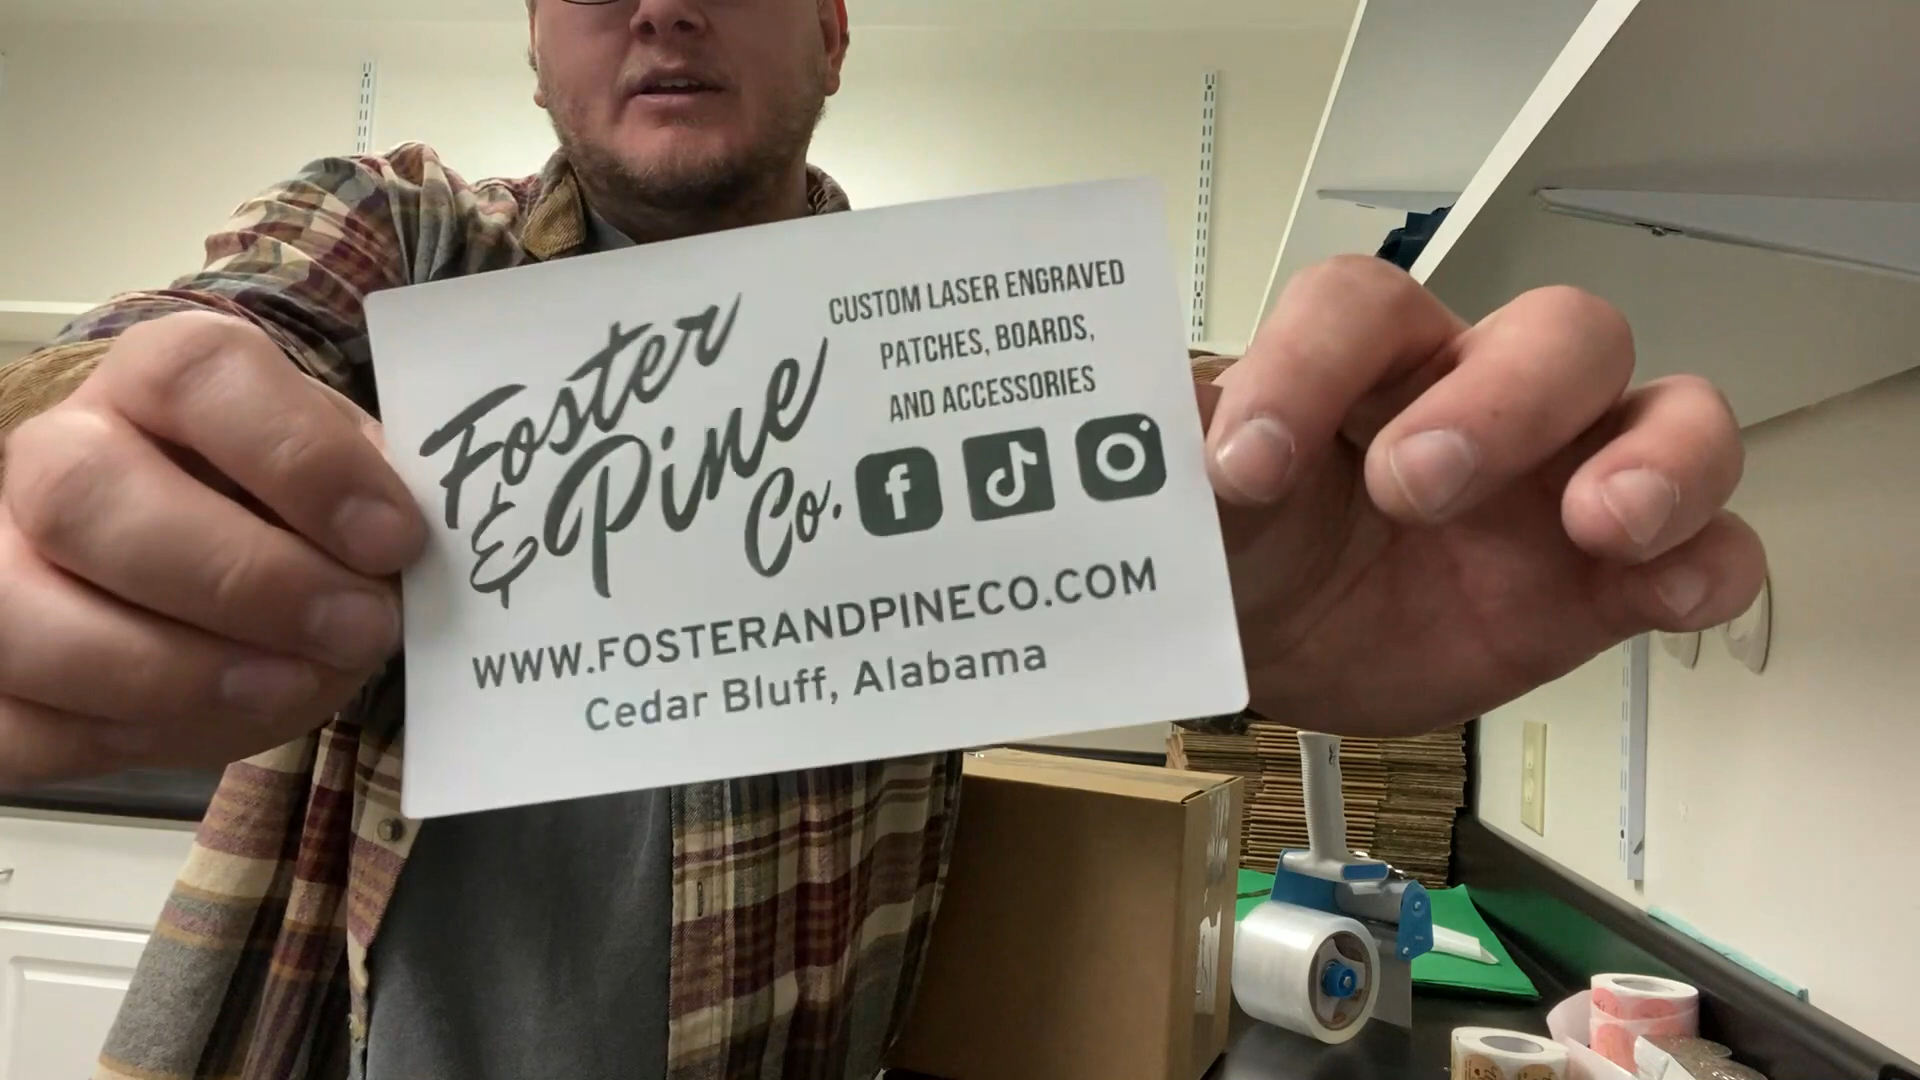 Foster
& Pine
Co.
CUSTOM LASER ENGRAVED
PATCHES, BOARDS,
AND ACCESSORIES
WWW.FOSTERANDPINECO.COM
Cedar Bluff, Alabama